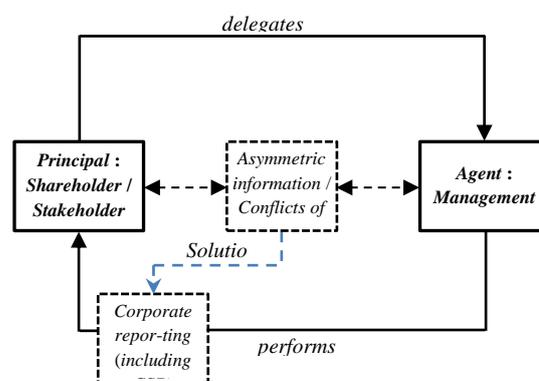 delegates
Principal :
Shareholder /
Stakeholder
Asymmetric
information /
Conflicts of
Agent :
Management
Solutio
Corporate
repor-ting
(including
performs